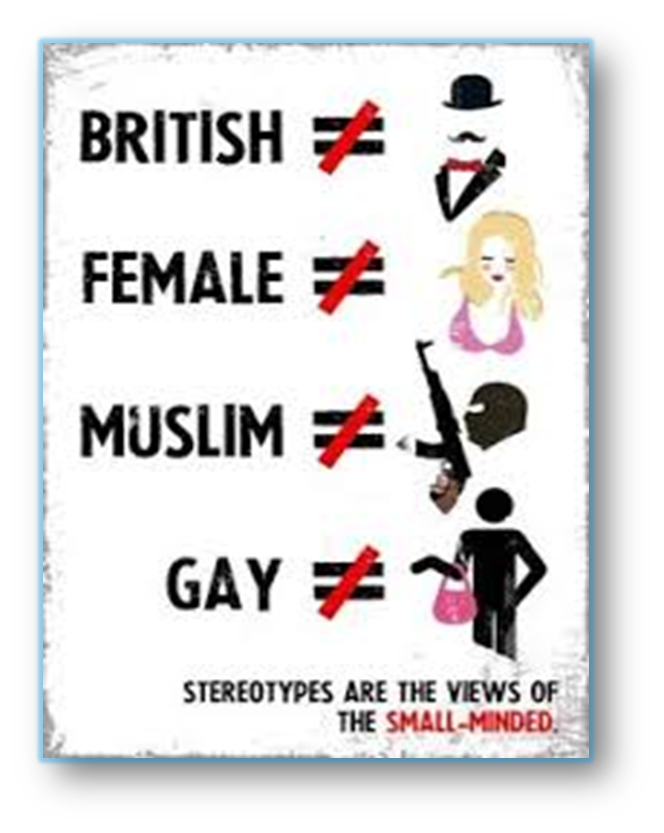 BRITISH ≠
FEMALE ≠
MUSLIM ≠
GAY ≠
STEREOTYPES ARE THE VIEWS OF
THE SMALL-MINDED.